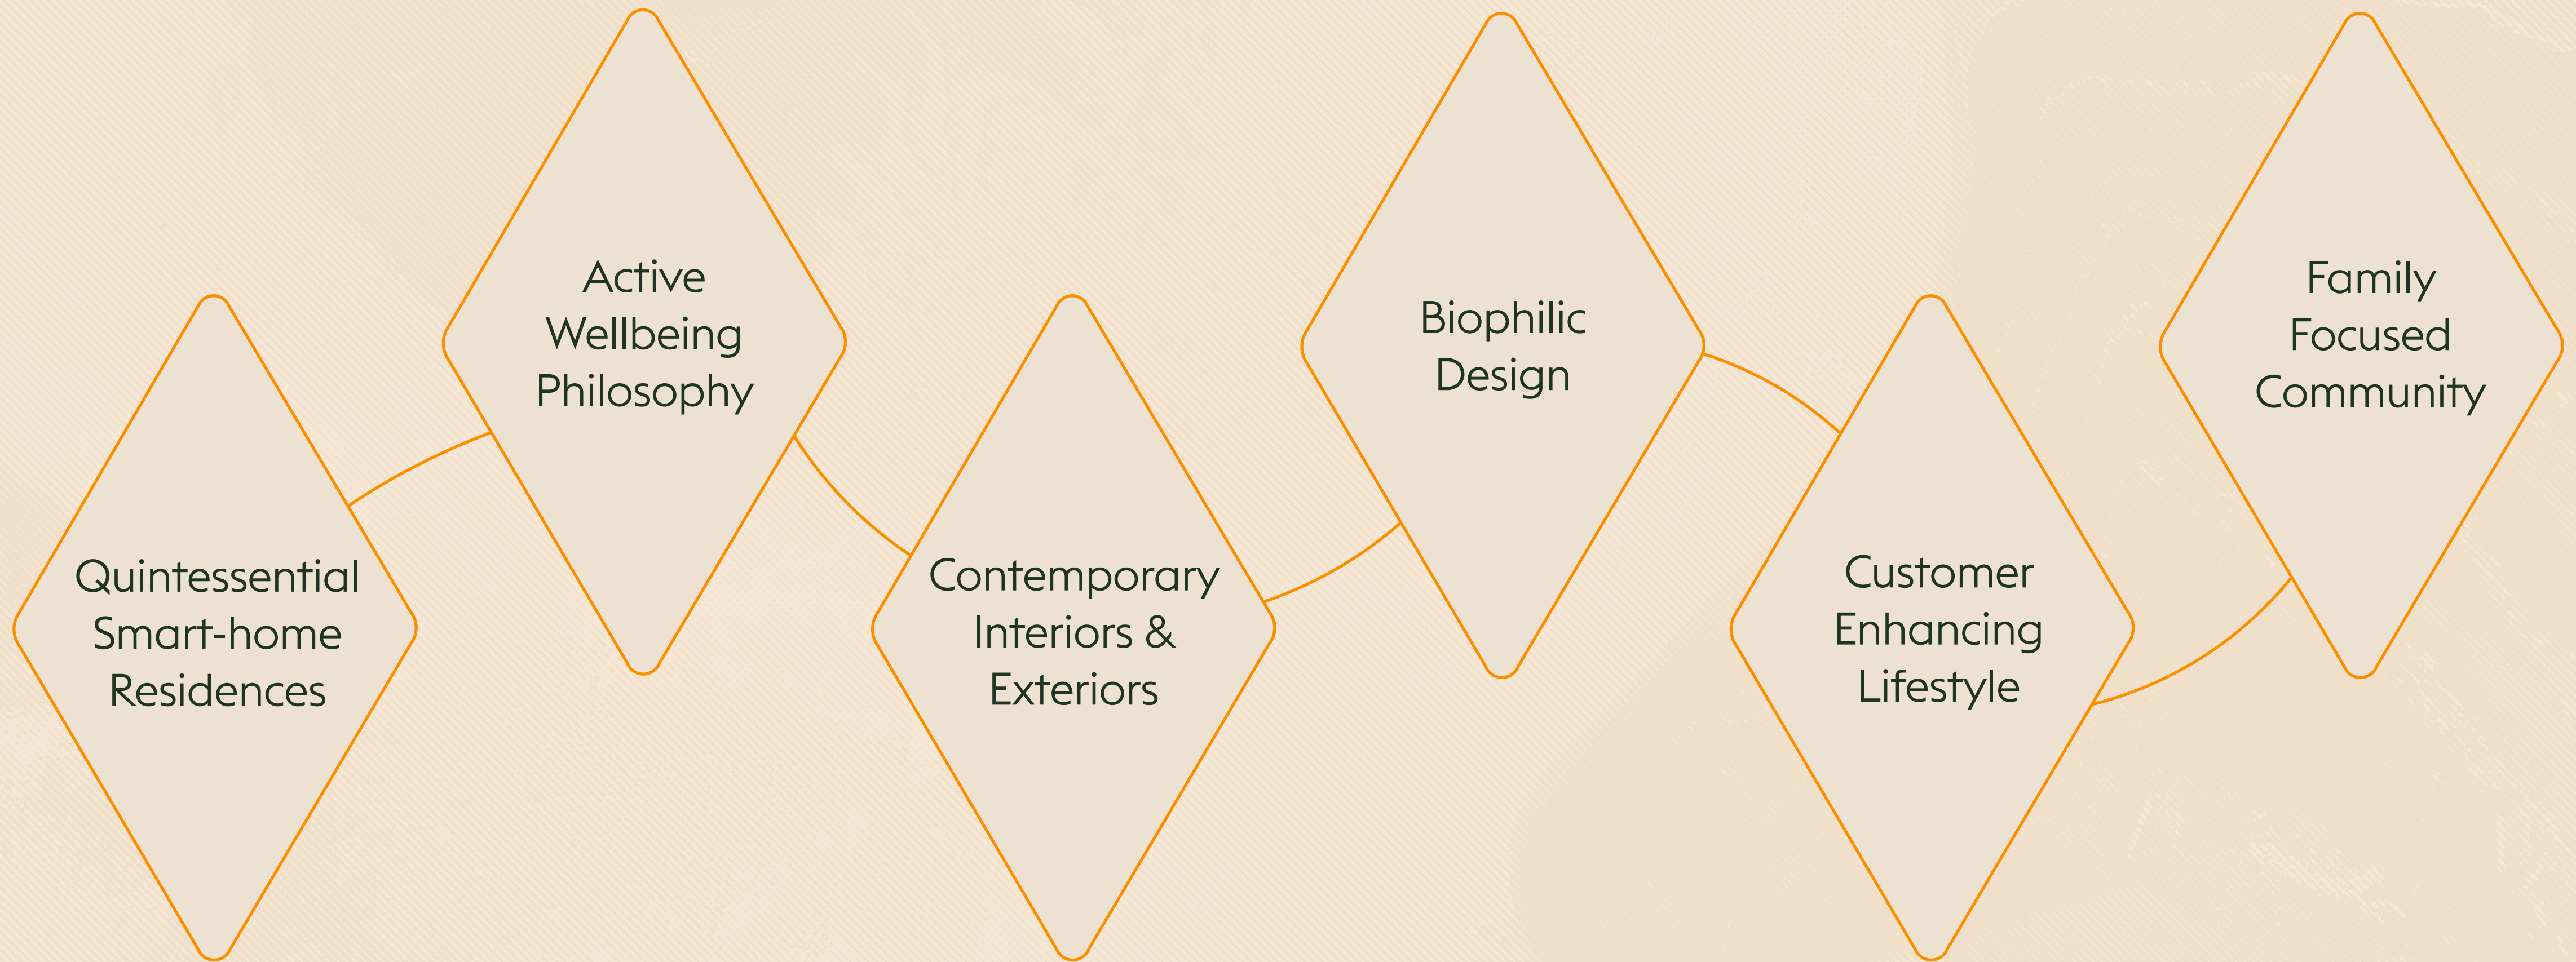 Quintessential
Smart-home
Residences
Active
Wellbeing
Philosophy
Contemporary
Interiors &
Exteriors
Biophilic
Design
Customer
Enhancing
Lifestyle
Family
Focused
Community